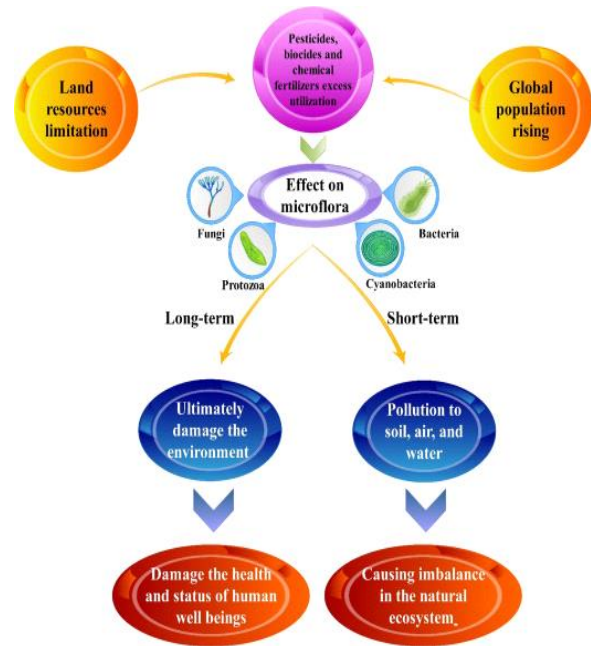 Pesticides,
biocides and
chemical
fertilizers excess
utilization
Land
resources
limitation
Global
population
rising
Effect on
microflora
Fungi
Bacteria
Protozoa
Cyanobacteria
Long-term
Short-term
Ultimately
damage the
environment
Pollution to
soil, air, and
water
Damage the health
and status of human
well beings
Causing imbalance
in the natural
ecosystem